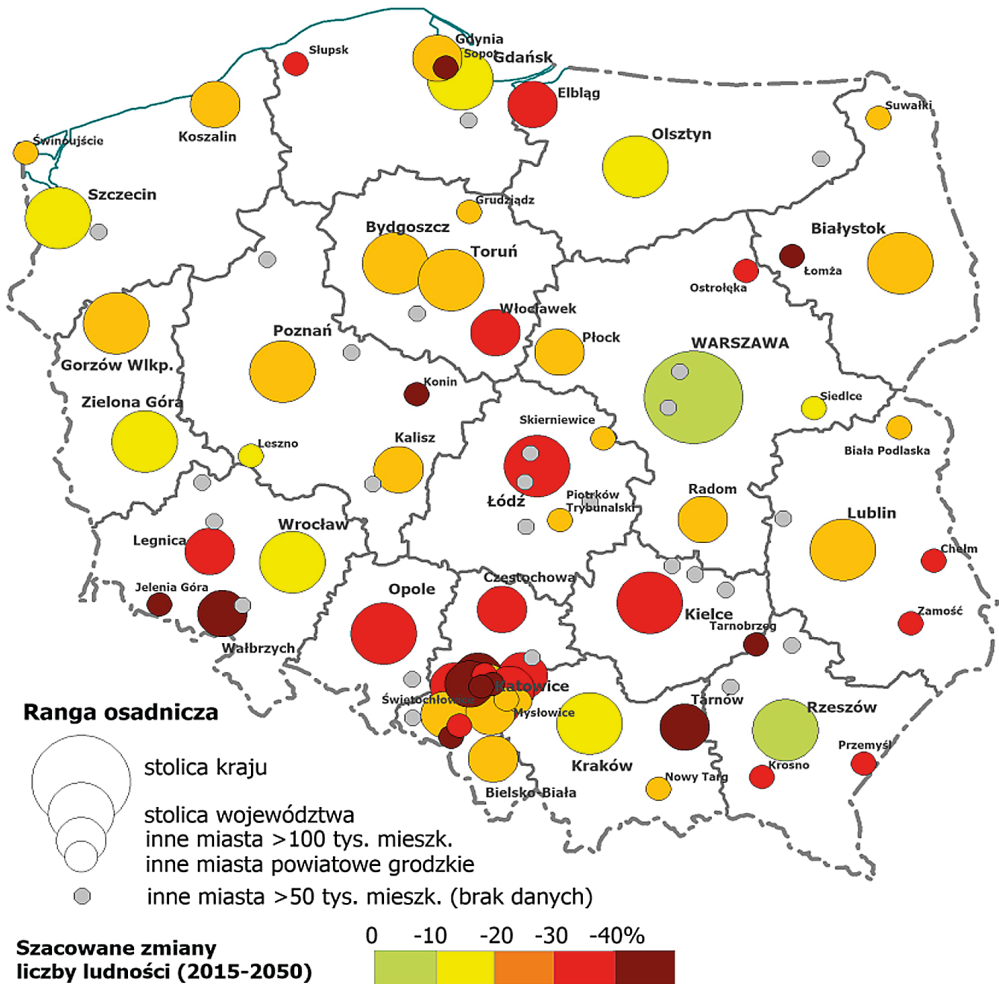 Słupsk
Gdynia
Sopot
Gdańsk
Elbląg
Suwałki
Koszalin
Olsztyn
Świnoujście
Szczecin
Grudziądz
Bydgoszcz
Toruń
Białystok
Łomża
Ostrołęka
Włocławek
Poznań
Płock
WARSZAWA
Gorzów Wlkp.
Konin
Siedlce
Zielona Góra
Skierniewice
Leszno
Kalisz
Biała Podlaska
Łódź
Piotrków
Trybunalski
Radom
Lublin
Wrocław
Legnica
Chełm
Jelenia Góra
Opole
Częstochowa
Kielce
Zamość
Tarnobrzeg
Wałbrzych
Katowice
Świętochłowice
Mysłowice
Tarnów
Rzeszów
Kraków
Przemyśl
Krosno
Nowy Targ
Bielsko-Biała
Ranga osadnicza
stolica kraju
stolica województwa
inne miasta >100 tys. mieszk.
inne miasta powiatowe grodzkie
inne miasta >50 tys. mieszk. (brak danych)
Szacowane zmiany
liczby ludności (2015-2050)
0 -10 -20 -30 -40%